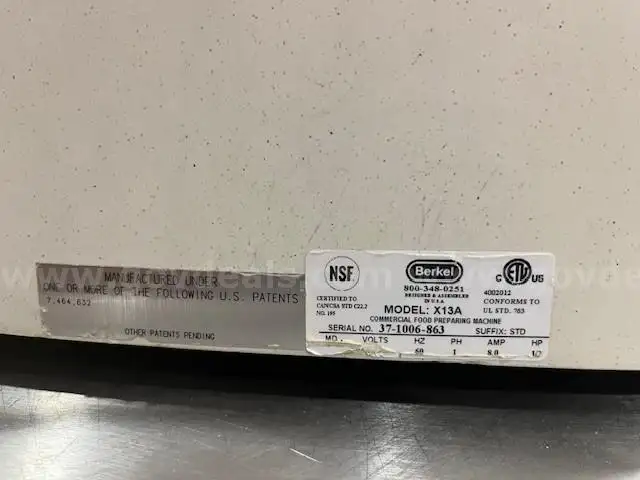 MANUFACTURED UNDER
ONE OR MORE OF THE FOLLOWING U.S. PATENTS
7,464,632
OTHER PATENTS PENDING
NSF
CERTIFIED TO
CAN/CSA STD C22.2
NO. 195
Berkel
800-348-0251
DESIGNED & ASSEMBLED
IN U.S.A.
MODEL: X13A
COMMERCIAL FOOD PREPARING MACHINE
C ETL US
4002012
CONFORMS TO
UL STD. 763
SERIAL NO. 37-1006-863 SUFFIX: STD
VOLTS HZ PH AMP HP
60 1 8.0